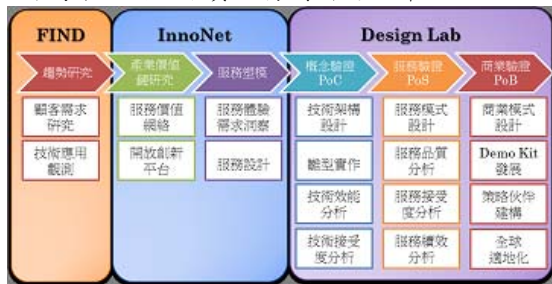 FIND
InnoNet
Design Lab
趨勢研究
產業價值
鏈研究
服務塑模
概念驗證
PoC
服務驗證
PoS
商業驗證
PoB
顧客需求
研究
技術應用
觀測
服務價值
網絡
開放創新
平台
服務體驗
需求洞察
服務設計
技術架構
設計
雛型實作
技術效能
分析
技術接受
度分析
服務模式
設計
服務品質
分析
服務接受
度分析
服務績效
分析
商業模式
設計
Demo Kit
發展
策略伙伴
建構
全球
適地化